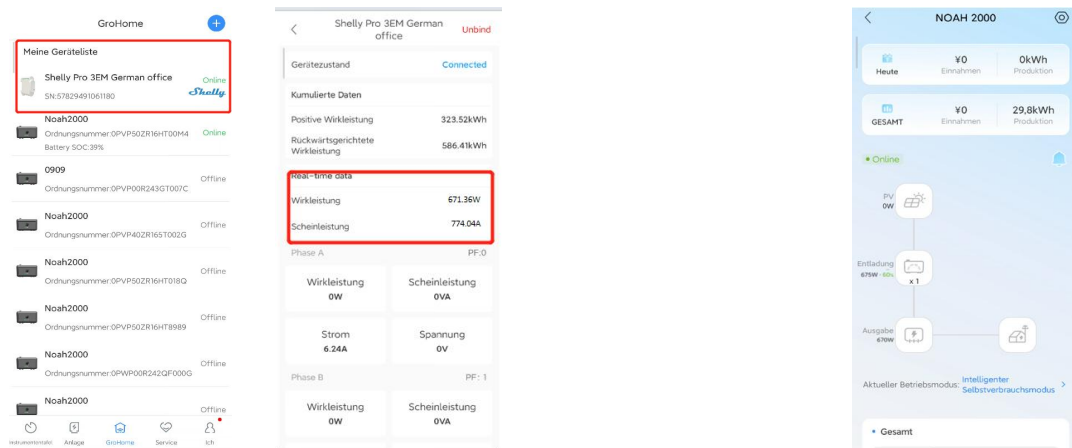 GroHome
Meine Geräteliste
Shelly Pro 3EM German office
Online
SN:57829491061180
Shelly
Noah2000
Ordnungsnummer:0PVP50ZR16HT00M4
Online
Battery SOC:39%
0909
Ordnungsnummer:0PVP00R243GT007C
Offline
Noah2000
Ordnungsnummer:0PVP40ZR165T002G
Offline
Noah2000
Ordnungsnummer:0PVP50ZR16HT018Q
Offline
Noah2000
Ordnungsnummer:0PVP50ZR16HT8989
Offline
Noah2000
Ordnungsnummer:0PWP00R242QF000G
Offline
Noah2000
Offline
Anlage
GroHome
Service
Ich
Shelly Pro 3EM German
office
Unbind
Gerätezustand
Connected
Kumulierte Daten
Positive Wirkleistung
323.52kWh
Rückwärtsgerichtete
Wirkleistung
586.41kWh
Real-time data
Wirkleistung
671.36W
Scheinleistung
774.04A
Phase A
PF:0
Wirkleistung
0W
Scheinleistung
0VA
Strom
6.24A
Spannung
0V
Phase B
PF: 1
Wirkleistung
0W
Scheinleistung
0VA
NOAH 2000
Heute
¥0
Einnahmen
0kWh
Produktion
GESAMT
¥0
Einnahmen
29,8kWh
Produktion
Online
PV
0W
Entladung
675W
x 1
Ausgabe
670W
Aktueller Betriebsmodus:
Intelligenter
Selbstverbrauchsmodus
Gesamt